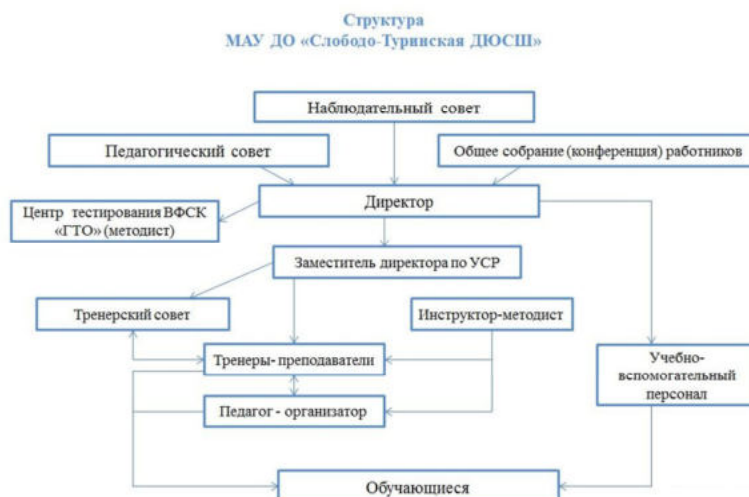 Структура
МАУ ДО «Слободо-Туринская ДЮСШ»
Наблюдательный совет
Педагогический совет
Общее собрание (конференция) работников
Директор
Центр тестирования ВФСК
«ГТО» (методист)
Заместитель директора по УСР
Тренерский совет
Инструктор-методист
Тренеры- преподаватели
Учебно-
вспомогательный
персонал
Педагог - организатор
Обучающиеся